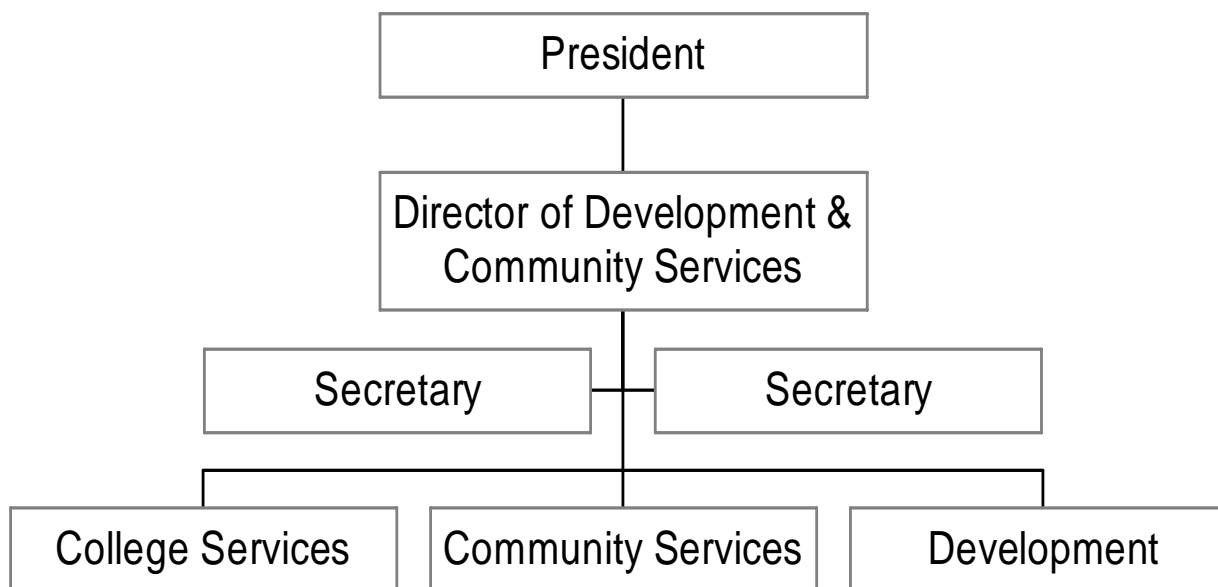 President
Director of Development &
Community Services
Secretary
Secretary
College Services
Community Services
Development